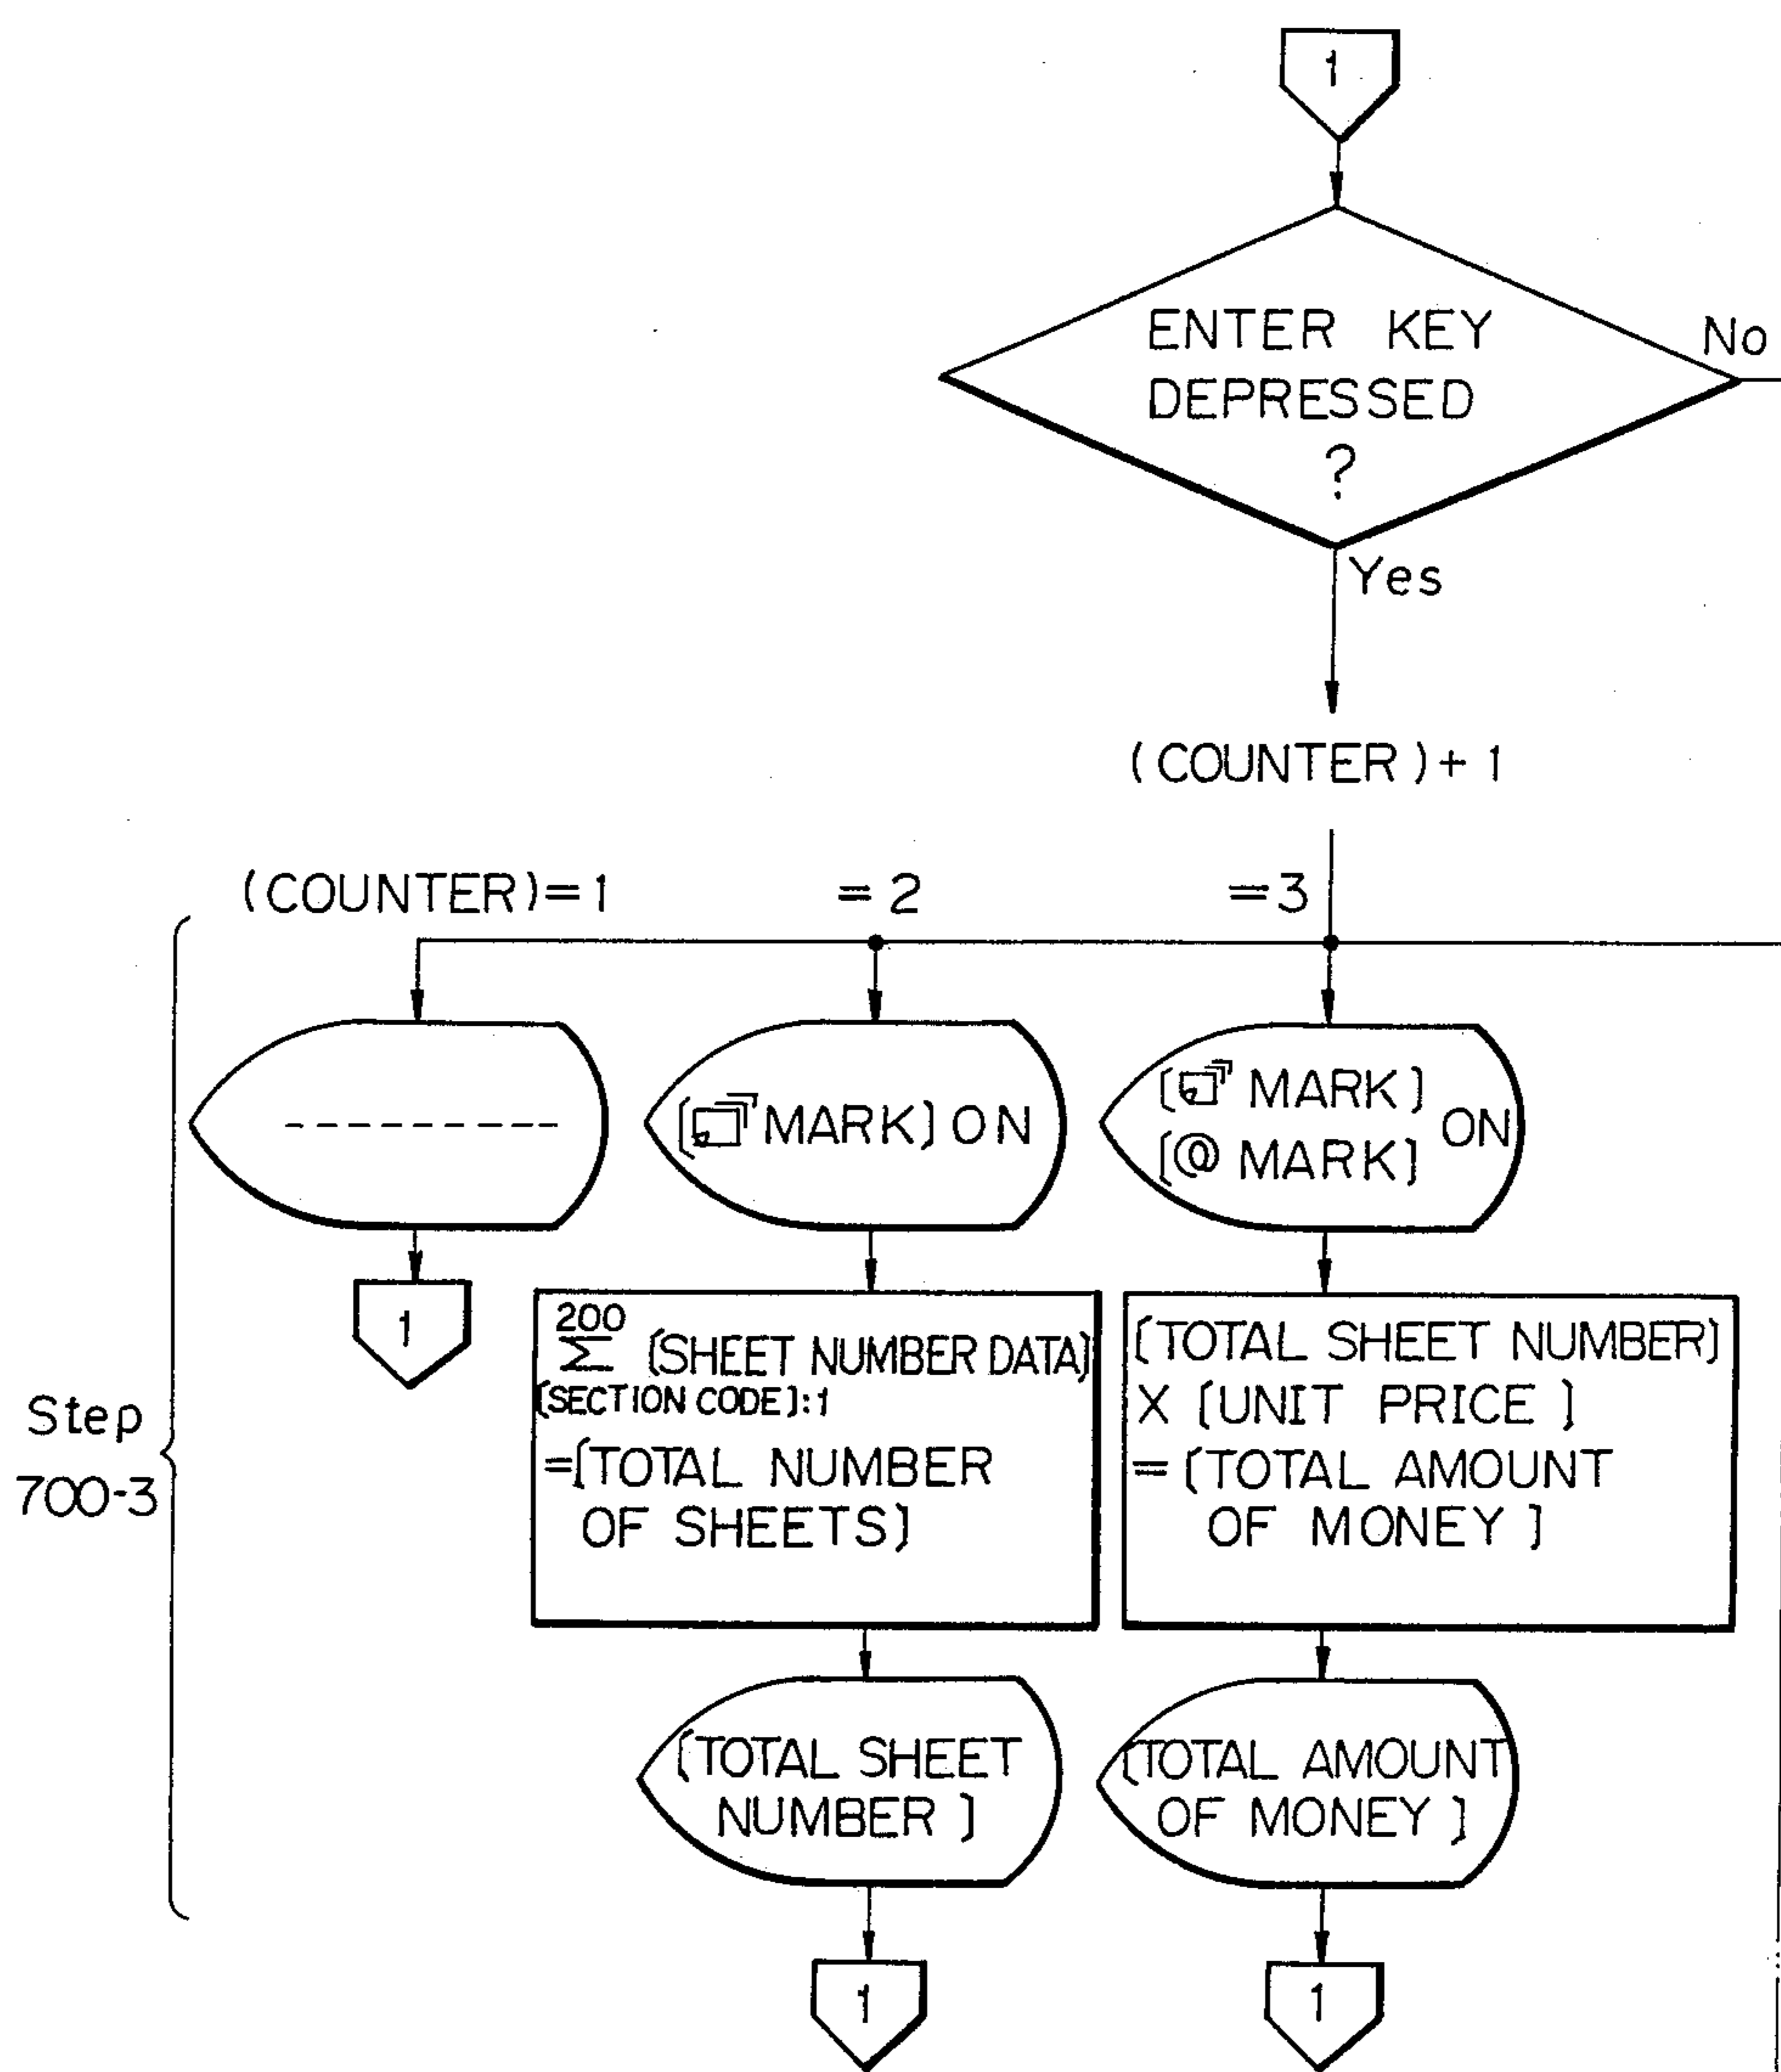 1
ENTER KEY
DEPRESSED
?
No
Yes
(COUNTER)+1
(COUNTER)=1
=2
=3
---------
[MARK] ON
[MARK]
[@ MARK]
ON
1
200
Σ [SHEET NUMBER DATA]
[SECTION CODE]:1
=[TOTAL NUMBER
OF SHEETS]
[TOTAL SHEET NUMBER]
X [UNIT PRICE]
=[TOTAL AMOUNT
OF MONEY]
Step
700-3
[TOTAL SHEET
NUMBER]
[TOTAL AMOUNT
OF MONEY]
1
1